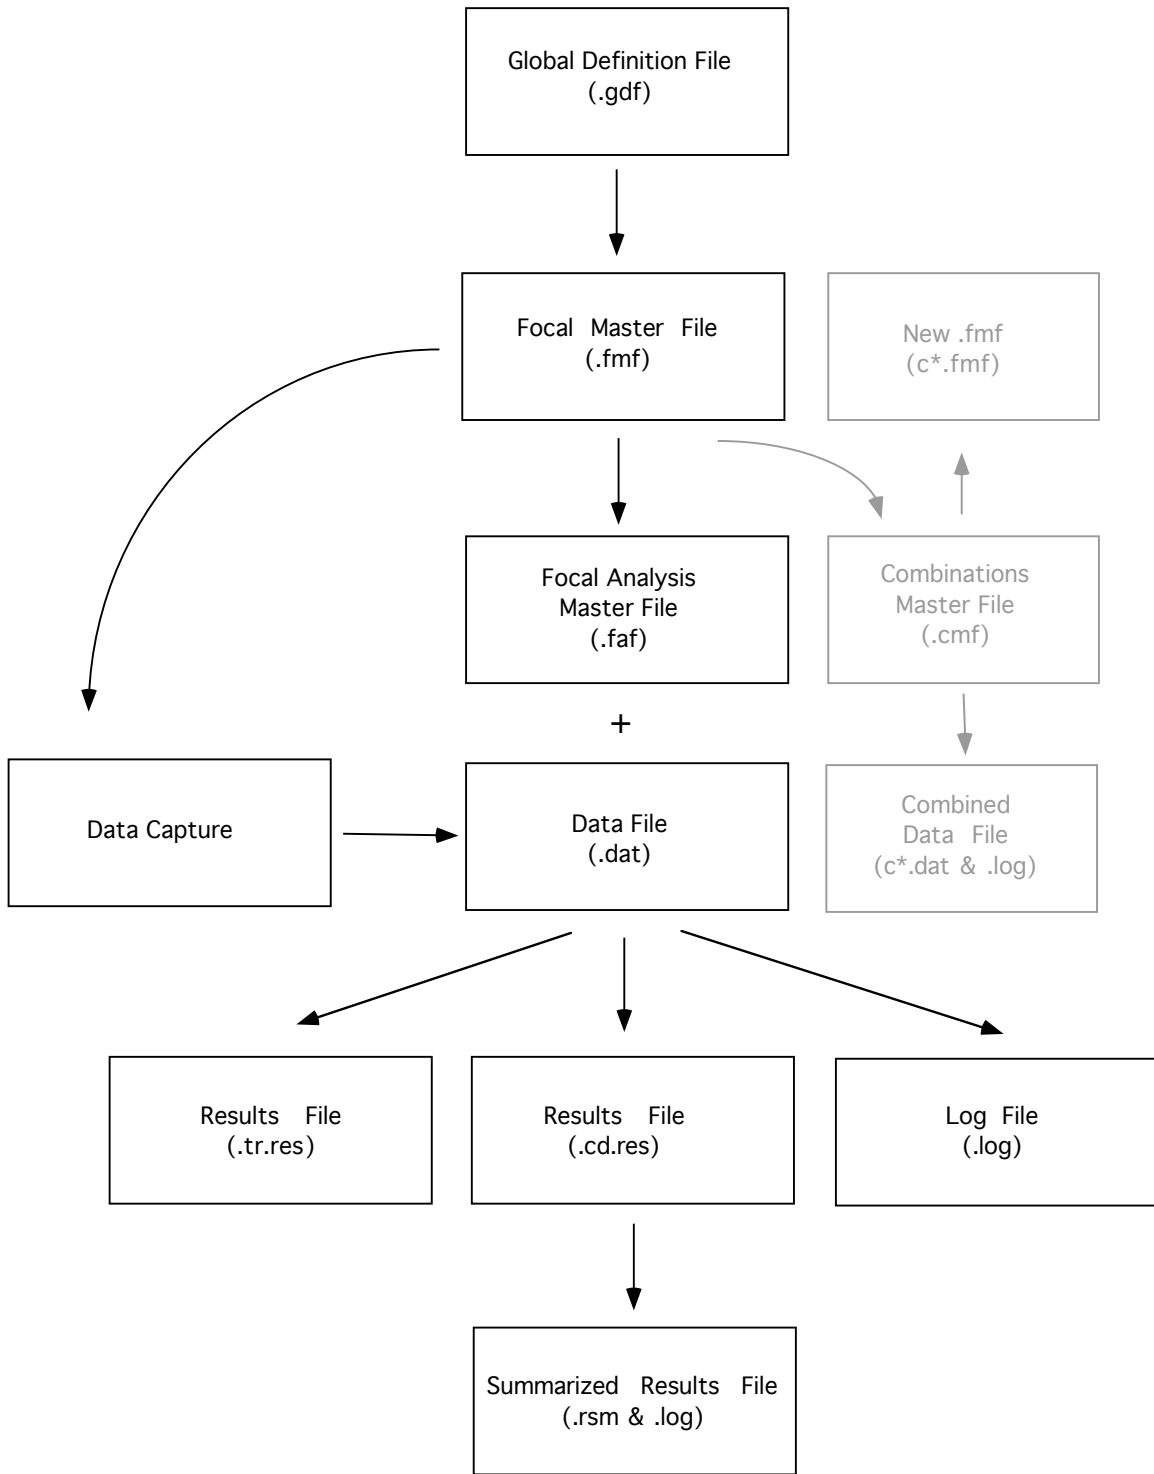 Global Definition File
(.gdf)
Focal Master File
(.fmf)
New .fmf
(c*.fmf)
Focal Analysis
Master File
(.faf)
Combinations
Master File
(.cmf)
+
Data Capture
Data File
(.dat)
Combined
Data File
(c*.dat & .log)
Results File
(.tr.res)
Results File
(.cd.res)
Log File
(.log)
Summarized Results File
(.rsm & .log)